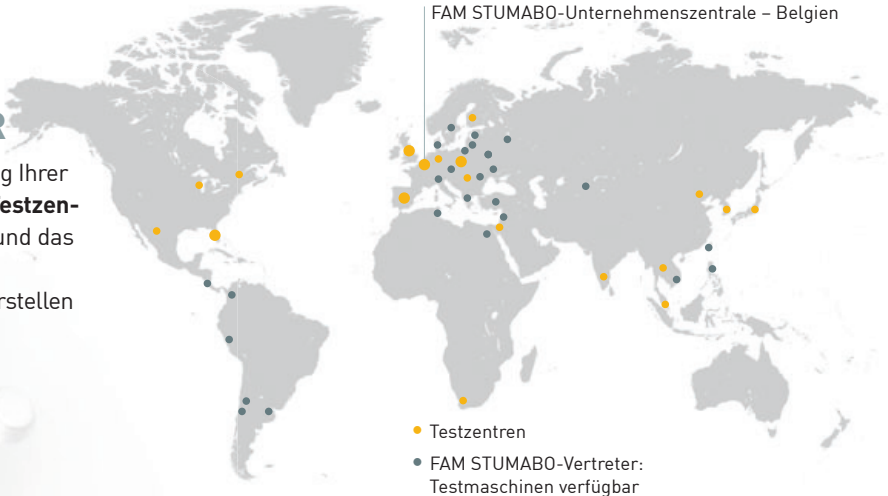 FAM STUMABO-Unternehmenszentrale – Belgien
R
g Ihrer
estzen-
und das
rstellen
Testzentren
FAM STUMABO-Vertreter:
Testmaschinen verfügbar